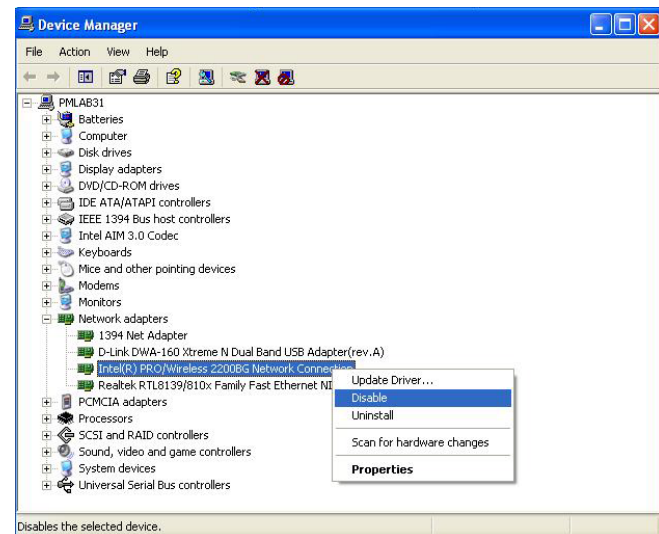 Device Manager
File Action View Help
PMLAB31
Batteries
Computer
Disk drives
Display adapters
DVD/CD-ROM drives
IDE ATA/ATAPI controllers
IEEE 1394 Bus host controllers
Intel AIM 3.0 Codec
Keyboards
Mice and other pointing devices
Modems
Monitors
Network adapters
1394 Net Adapter
D-Link DWA-160 Xtreme N Dual Band USB Adapter(rev.A)
Intel(R) PRO/Wireless 2200BG Network Connection
Realtek RTL8139/810x Family Fast Ethernet NI
Update Driver...
Disable
Uninstall
Scan for hardware changes
Properties
PCMCIA adapters
Processors
SCSI and RAID controllers
Sound, video and game controllers
System devices
Universal Serial Bus controllers
Disables the selected device.